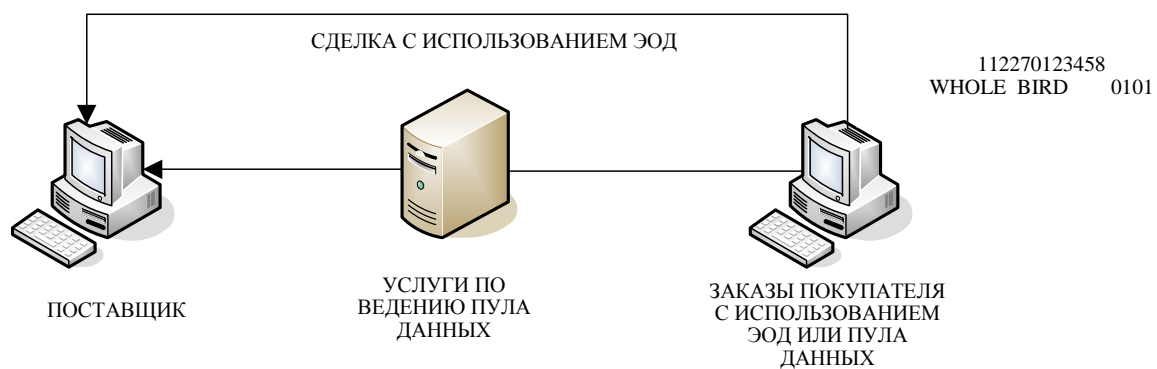 СДЕЛКА С ИСПОЛЬЗОВАНИЕМ ЭОД
112270123458
WHOLE BIRD 0101
ПОСТАВЩИК
УСЛУГИ ПО
ВЕДЕНИЮ ПУЛА
ДАННЫХ
ЗАКАЗЫ ПОКУПАТЕЛЯ
С ИСПОЛЬЗОВАНИЕМ
ЭОД ИЛИ ПУЛА
ДАННЫХ